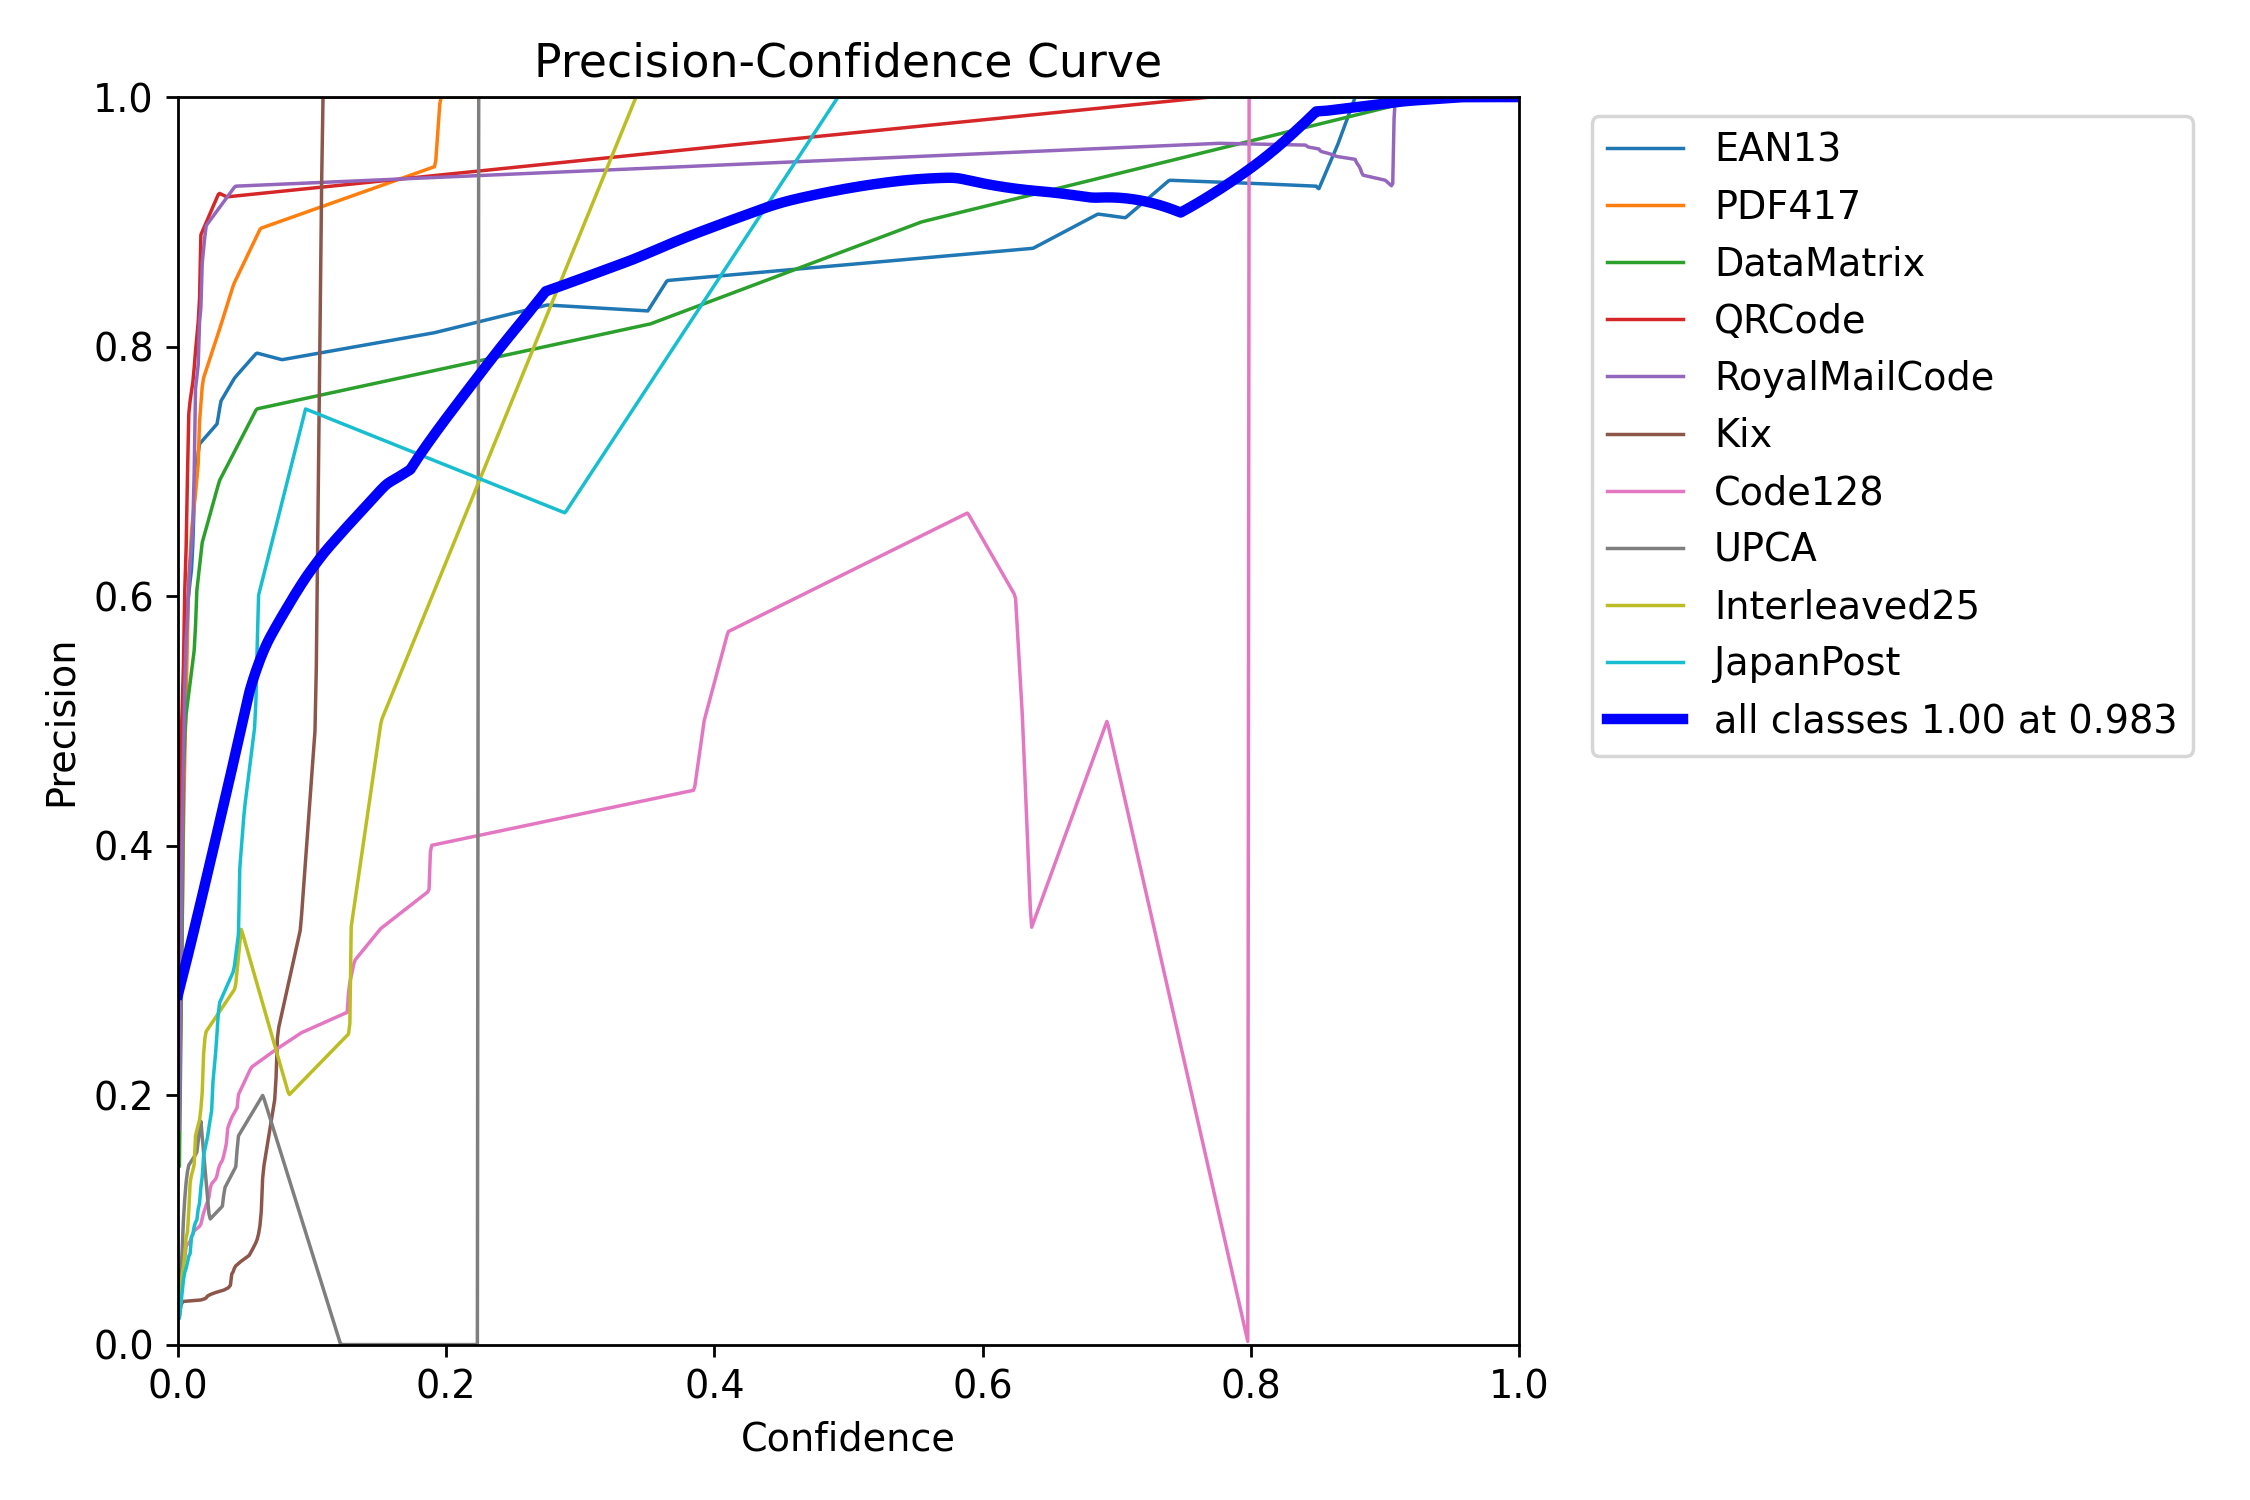 Precision-Confidence Curve
1.0
0.8
0.6
0.4
0.2
0.0
Precision
0.0 0.2 0.4 0.6 0.8 1.0
Confidence
EAN13
PDF417
DataMatrix
QRCode
RoyalMailCode
Kix
Code128
UPCA
Interleaved25
JapanPost
all classes 1.00 at 0.983